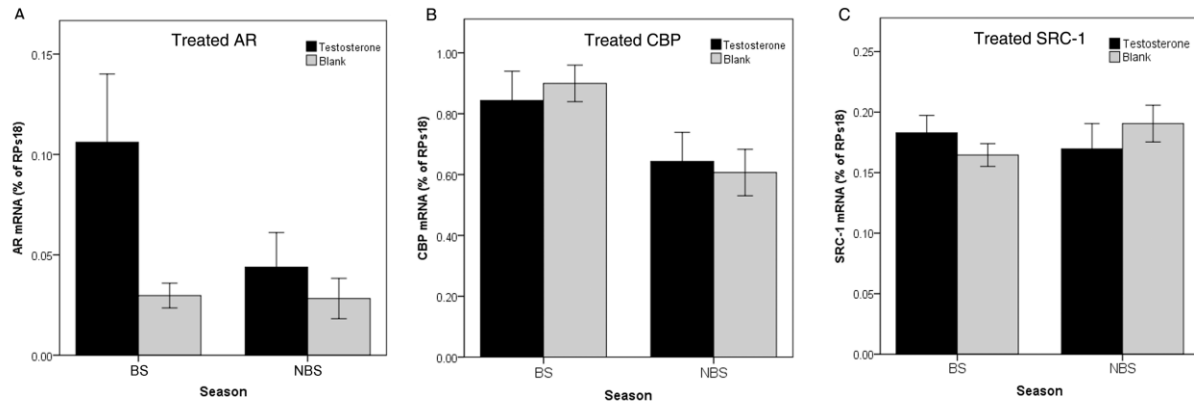 A
Treated AR
Testosterone
Blank
AR mRNA (% of RPs18)
0.15
0.10
0.05
0.00
BS
NBS
Season
B
Treated CBP
Testosterone
Blank
CBP mRNA (% of RPs18)
1.00
0.80
0.60
0.40
0.20
0.00
BS
NBS
Season
C
Treated SRC-1
Testosterone
Blank
SRC-1 mRNA (% of RPs18)
0.25
0.20
0.15
0.10
0.05
0.00
BS
NBS
Season